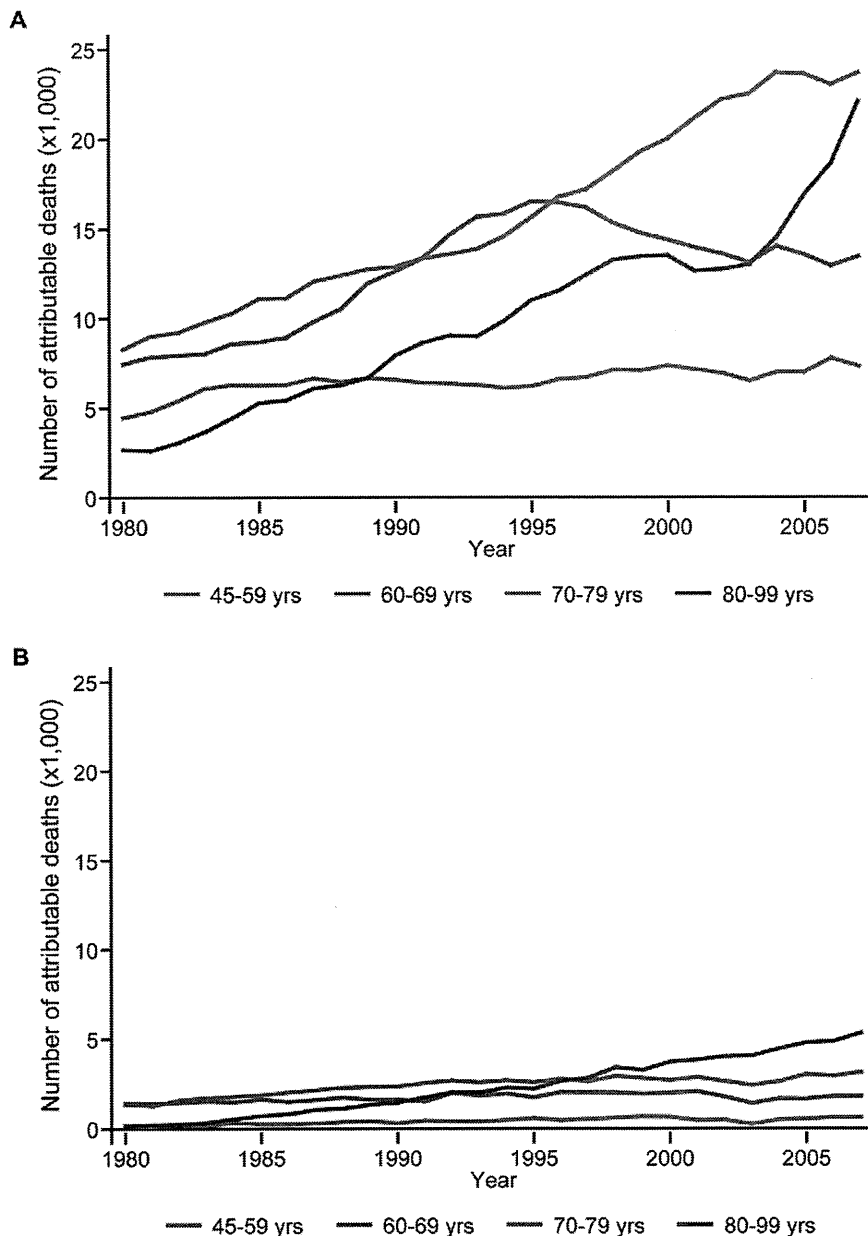 A
Number of attributable deaths (x1,000)
25
20
15
10
5
0
1980 1985 1990 1995 2000 2005
Year
45-59 yrs 60-69 yrs 70-79 yrs 80-99 yrs
B
Number of attributable deaths (x1,000)
25
20
15
10
5
0
1980 1985 1990 1995 2000 2005
Year
45-59 yrs 60-69 yrs 70-79 yrs 80-99 yrs